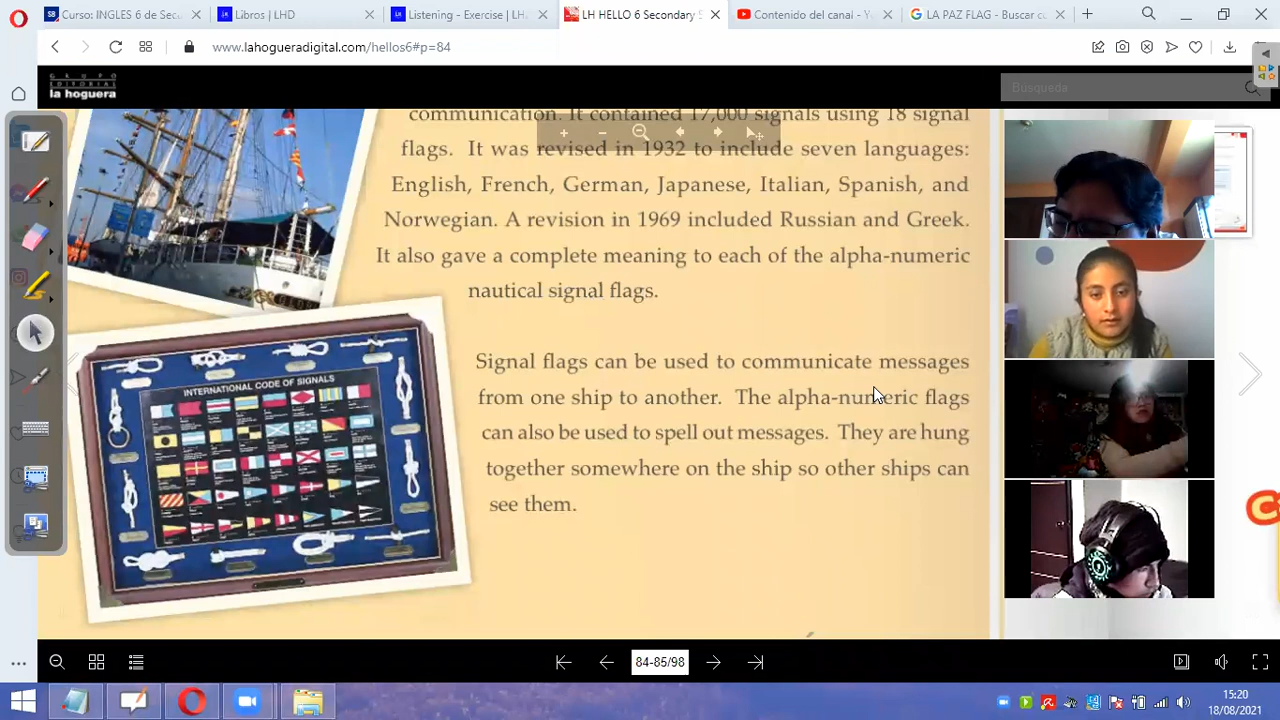 Curso: INGLES 6 de Sec
Libros | LHD
Listening - Exercise | LH
LH HELLO 6 Secondary S
Contenido del canal - Y
LA PAZ FLAG - Buscar c
www.lahogueradigital.com/hellos6#p=84
GRUPO
EDITORIAL
la hoguera
Búsqueda
communication. It contained 17,000 signals using 18 signal
flags. It was revised in 1932 to include seven languages:
English, French, German, Japanese, Italian, Spanish, and
Norwegian. A revision in 1969 included Russian and Greek.
It also gave a complete meaning to each of the alpha-numeric
nautical signal flags.
INTERNATIONAL CODE OF SIGNALS
Signal flags can be used to communicate messages
from one ship to another. The alpha-numeric flags
can also be used to spell out messages. They are hung
together somewhere on the ship so other ships can
see them.
84-85/98
15:20
18/08/2021